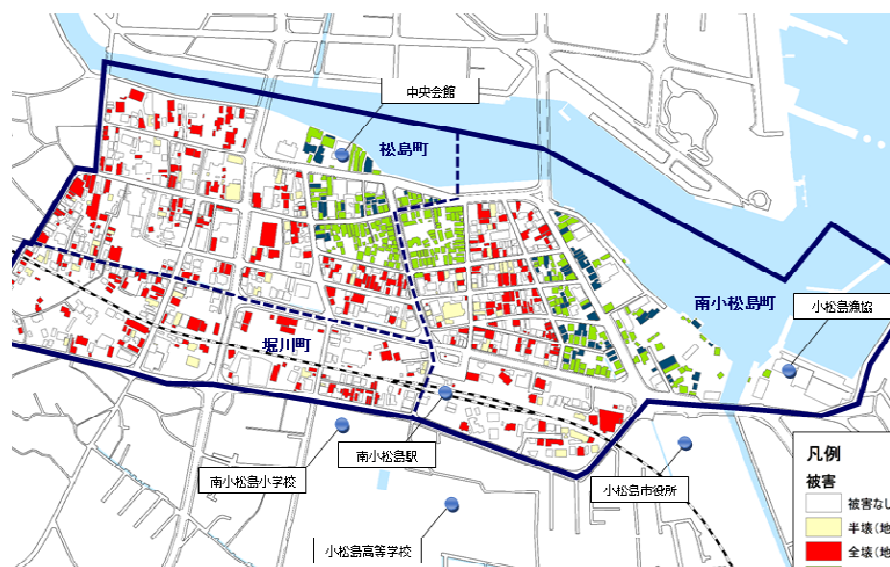 中央会館
松島町
南小松島町
小松島漁協
堀川町
南小松島駅
南小松島小学校
小松島市役所
小松島高等学校
凡例
被害
被害なし
半壊(地
全壊(地